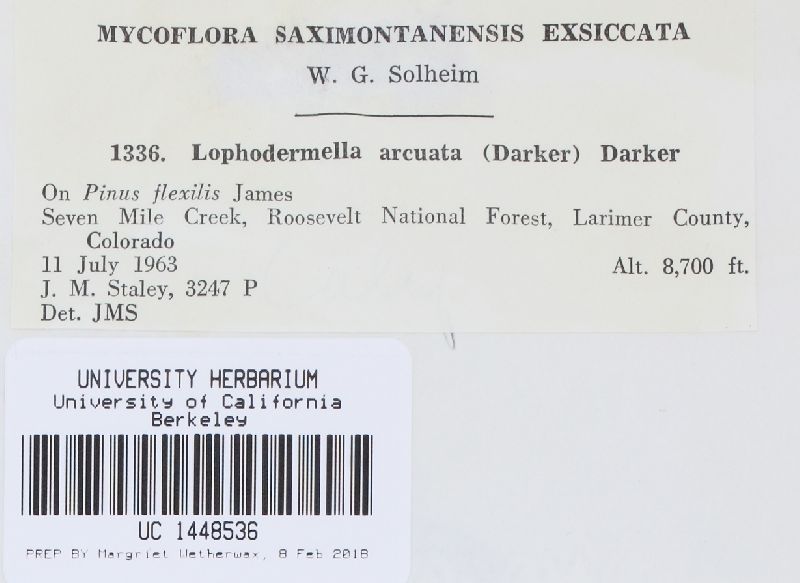 MYCOFLORA SAXIMONTANENSIS EXSICCATA
W. G. Solheim
1336. Lophodermella arcuata (Darker) Darker
On Pinus flexilis James
Seven Mile Creek, Roosevelt National Forest, Larimer County,
Colorado
11 July 1963 Alt. 8,700 ft.
J. M. Staley, 3247 P
Det. JMS
UNIVERSITY HERBARIUM
University of California
Berkeley
UC 1448536
PREP BY Margriet Wetherwax, 8 Feb 2018